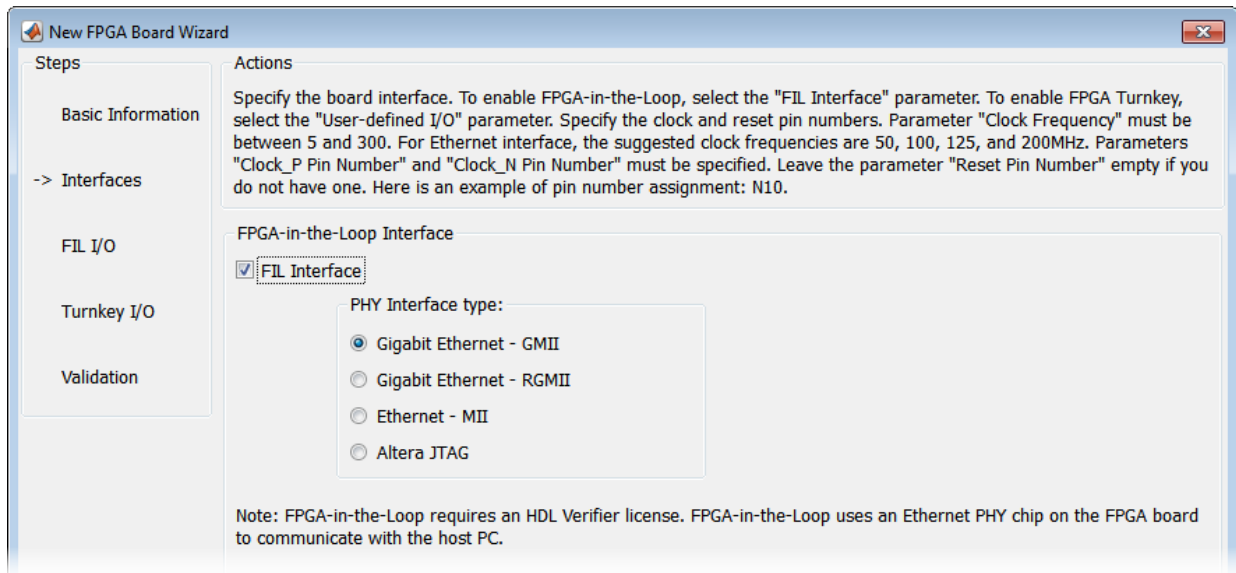 New FPGA Board Wizard
Steps
Basic Information
-> Interfaces
FIL I/O
Turnkey I/O
Validation
Actions
Specify the board interface. To enable FPGA-in-the-Loop, select the "FIL Interface" parameter. To enable FPGA Turnkey,
select the "User-defined I/O" parameter. Specify the clock and reset pin numbers. Parameter "Clock Frequency" must be
between 5 and 300. For Ethernet interface, the suggested clock frequencies are 50, 100, 125, and 200MHz. Parameters
"Clock_P Pin Number" and "Clock_N Pin Number" must be specified. Leave the parameter "Reset Pin Number" empty if you
do not have one. Here is an example of pin number assignment: N10.
FPGA-in-the-Loop Interface
FIL Interface
PHY Interface type:
Gigabit Ethernet - GMII
Gigabit Ethernet - RGMII
Ethernet - MII
Altera JTAG
Note: FPGA-in-the-Loop requires an HDL Verifier license. FPGA-in-the-Loop uses an Ethernet PHY chip on the FPGA board
to communicate with the host PC.